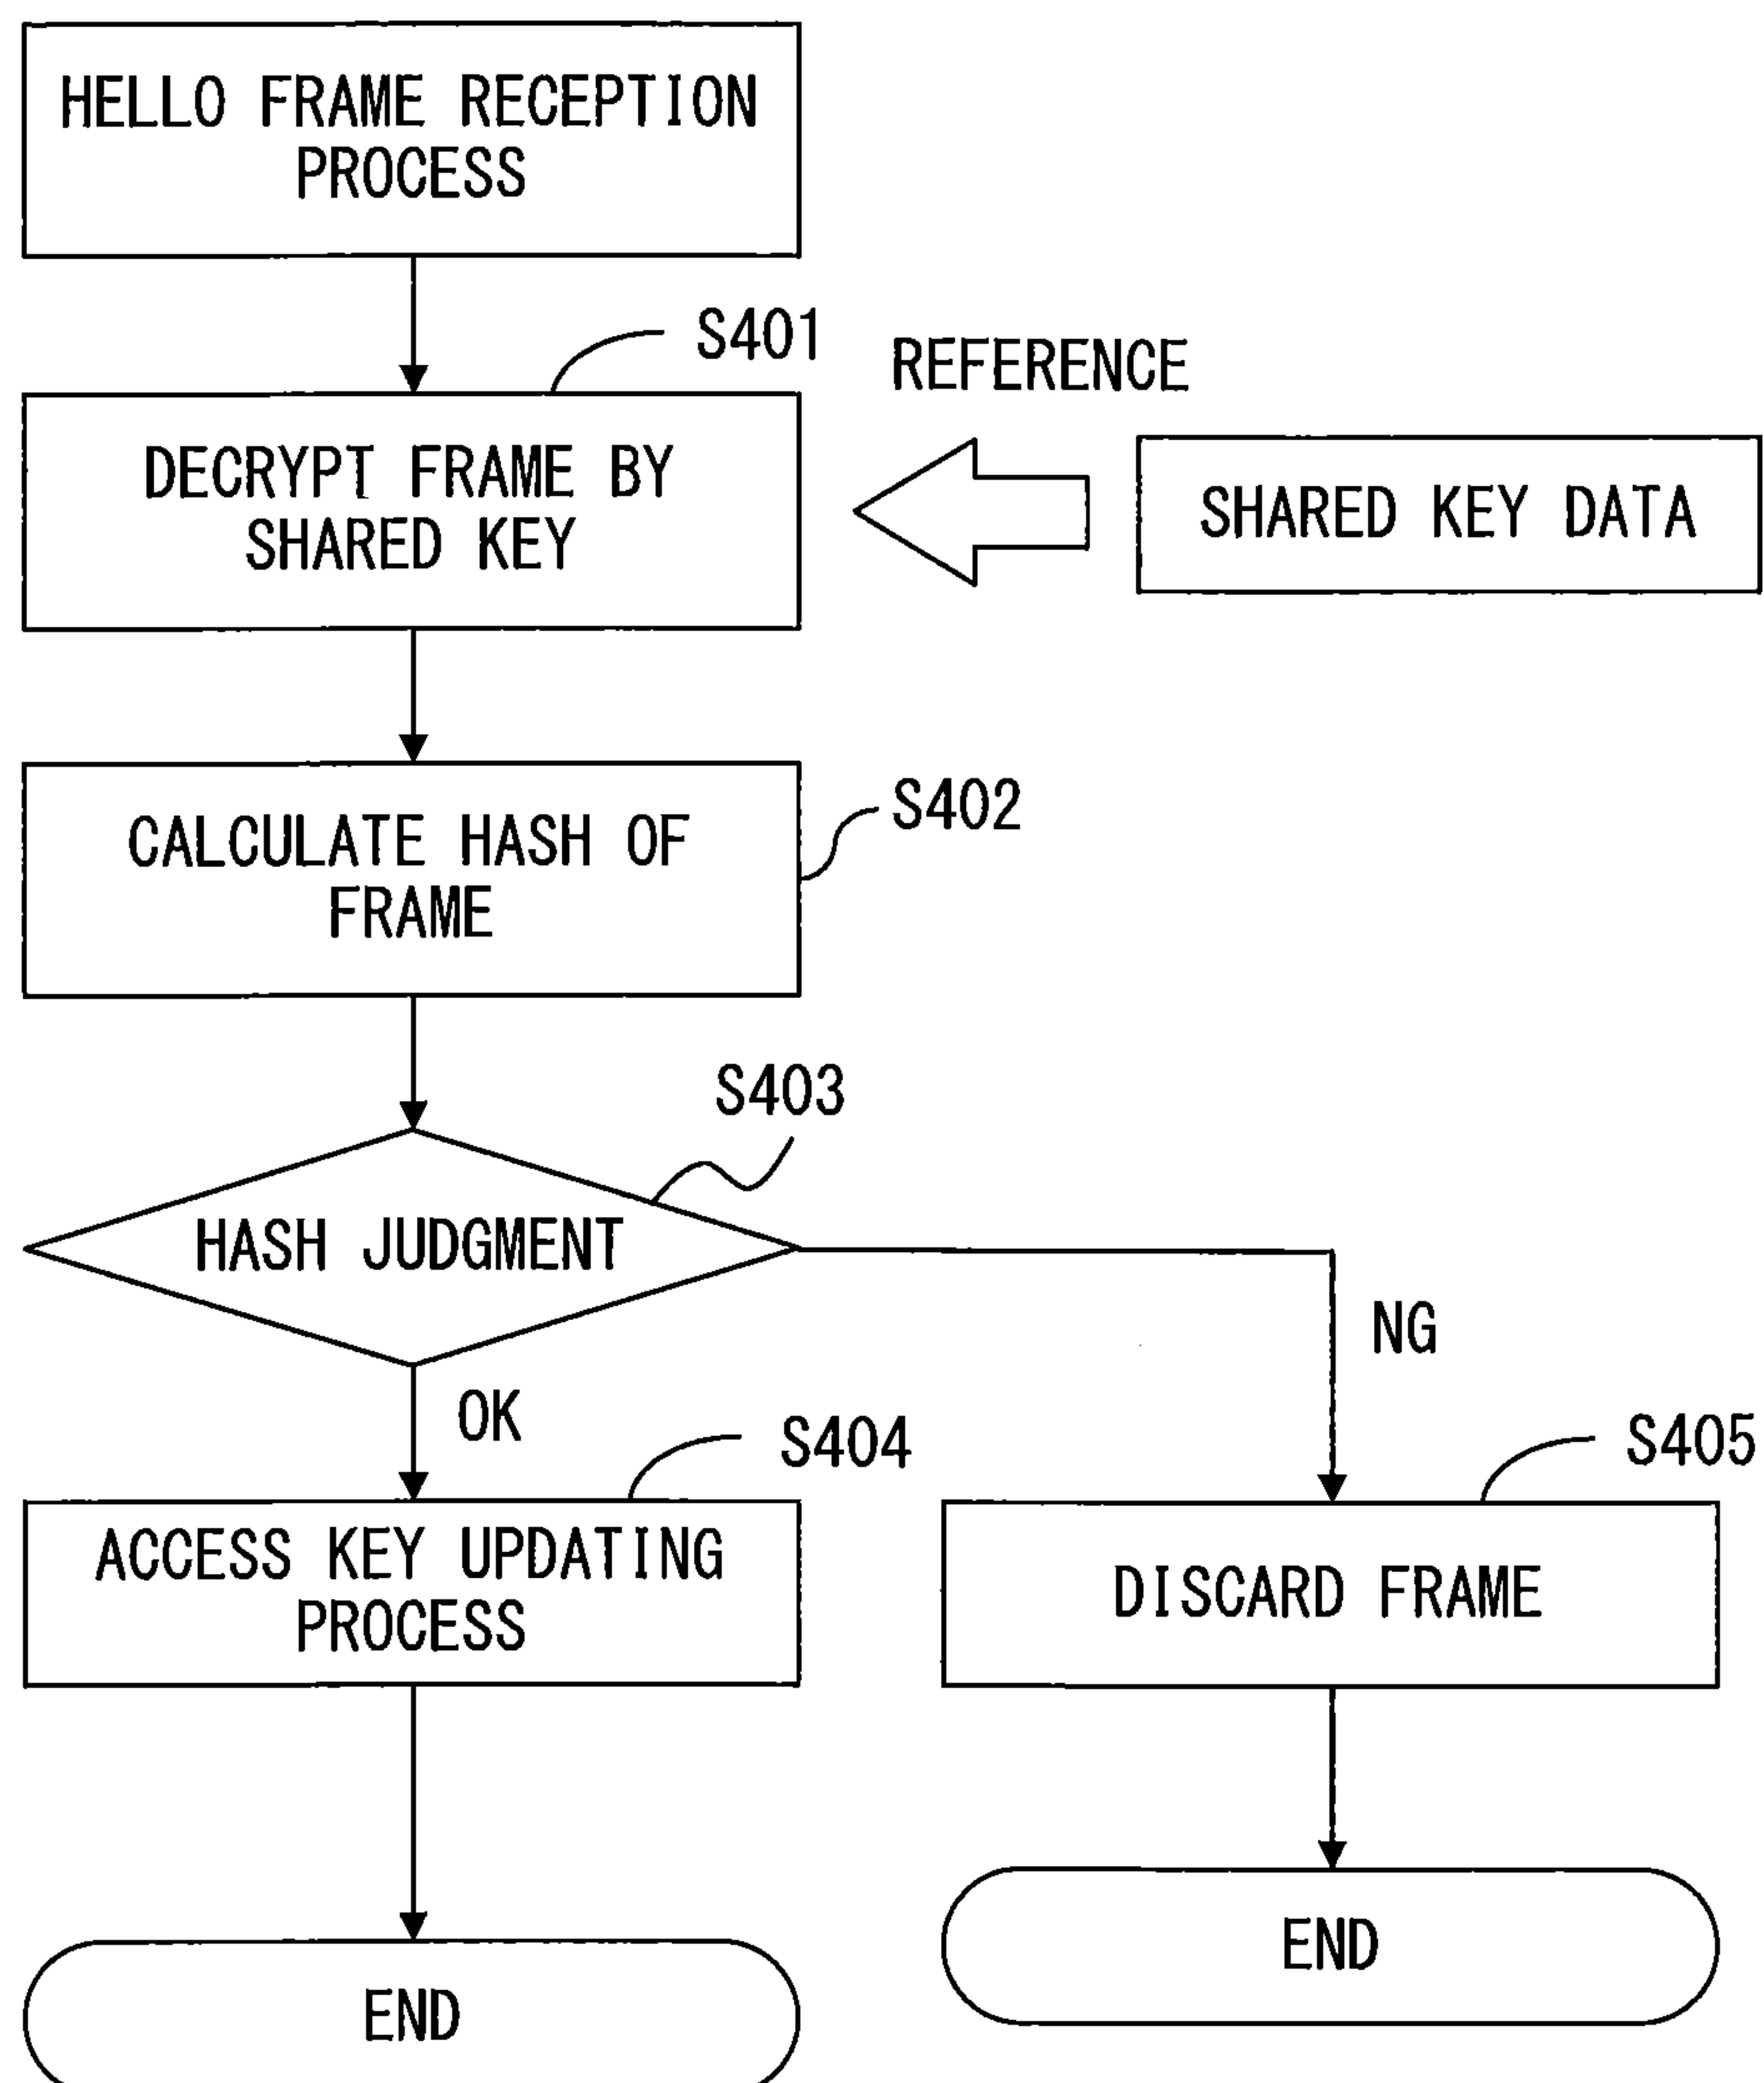 HELLO FRAME RECEPTION
PROCESS
S401
REFERENCE
DECRYPT FRAME BY
SHARED KEY
SHARED KEY DATA
S402
CALCULATE HASH OF
FRAME
S403
HASH JUDGMENT
NG
OK
S404
S405
ACCESS KEY UPDATING
PROCESS
DISCARD FRAME
END
END